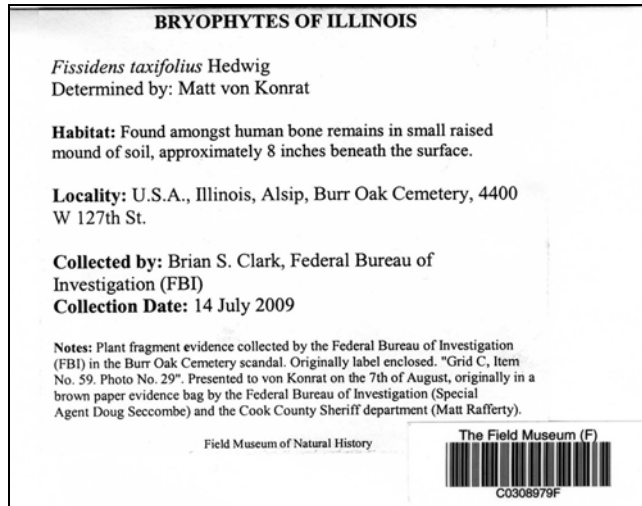 BRYOPHYTES OF ILLINOIS
Fissidens taxifolius Hedwig
Determined by: Matt von Konrat
Habitat: Found amongst human bone remains in small raised
mound of soil, approximately 8 inches beneath the surface.
Locality: U.S.A., Illinois, Alsip, Burr Oak Cemetery, 4400
W 127th St.
Collected by: Brian S. Clark, Federal Bureau of
Investigation (FBI)
Collection Date: 14 July 2009
Notes: Plant fragment evidence collected by the Federal Bureau of Investigation
(FBI) in the Burr Oak Cemetery scandal. Originally label enclosed. "Grid C, Item
No. 59. Photo No. 29". Presented to von Konrat on the 7th of August, originally in a
brown paper evidence bag by the Federal Bureau of Investigation (Special
Agent Doug Seccombe) and the Cook County Sheriff department (Matt Rafferty).
Field Museum of Natural History
The Field Museum (F)
C0308979F